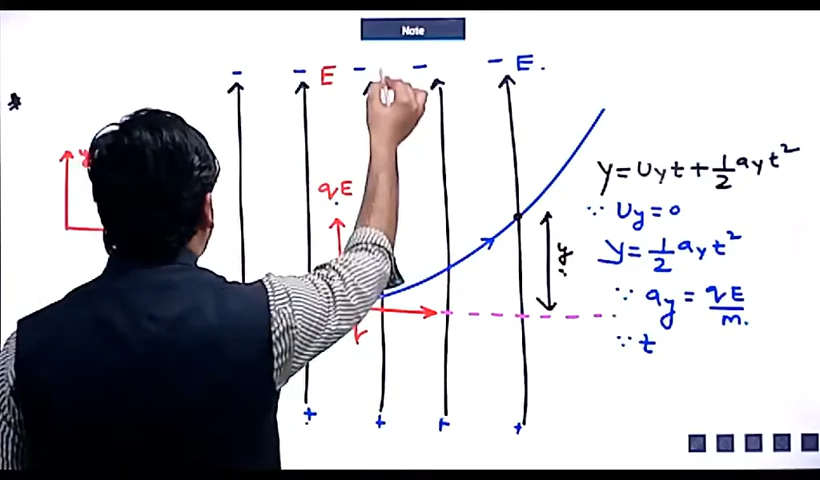 Note
- - E - - - E.
y
qE
y = Uyt + 1/2 ayt²
∵ Uy = 0
y = 1/2 ayt²
y
∵ ay = qE/m.
∵ t
+ + + +